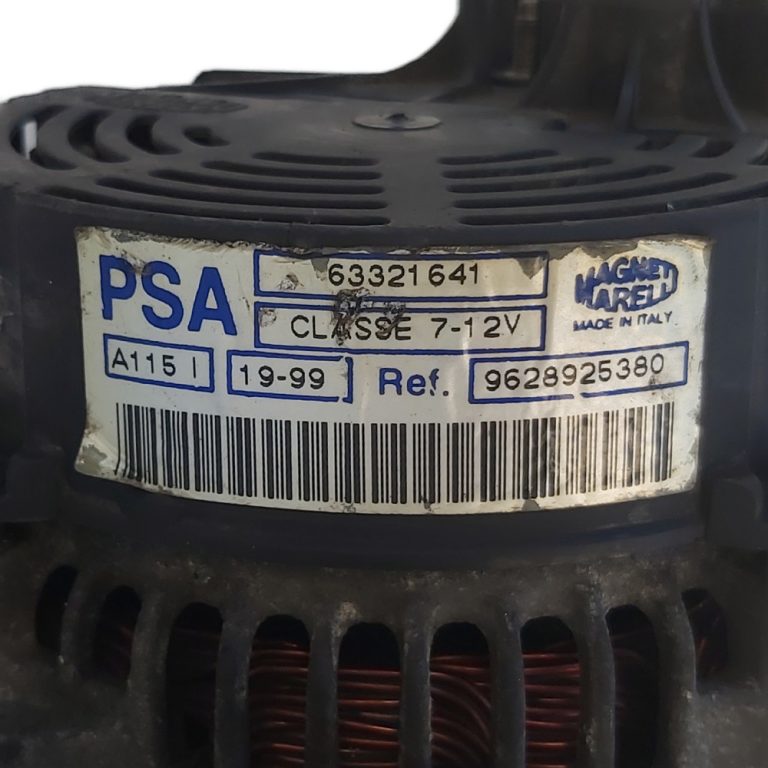 PSA
63321641
CLASSE 7-12V
MAGNETI MARELLI
MADE IN ITALY
A115 I
19-99
Ref.
9628925380